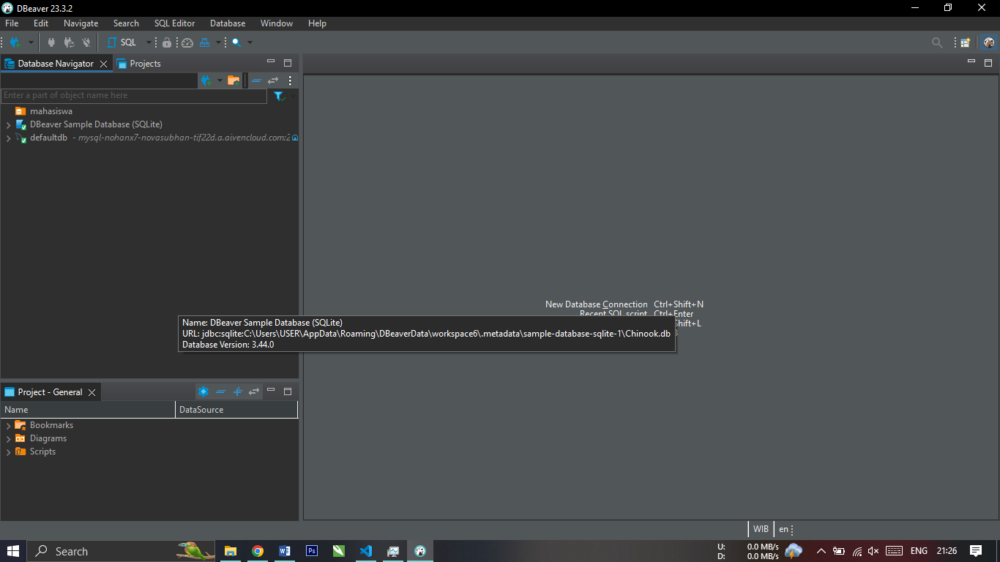 DBeaver 23.3.2
File Edit Navigate Search SQL Editor Database Window Help
SQL
Database Navigator Projects
Enter a part of object name here
mahasiswa
DBeaver Sample Database (SQLite)
defaultdb - mysql-nohanx7-novasubhan-tif22d.a.aivencloud.com:2
New Database Connection Ctrl+Shift+N
Recent SQL script Ctrl+Enter
Shift+L
Name: DBeaver Sample Database (SQLite)
URL: jdbc:sqlite:C:\Users\USER\AppData\Roaming\DBeaverData\workspace6\.metadata\sample-database-sqlite-1\Chinook.db
Database Version: 3.44.0
Project - General
Name DataSource
Bookmarks
Diagrams
Scripts
WIB en
Search
Ps
U: 0.0 MB/s
D: 0.0 MB/s
ENG 21:26